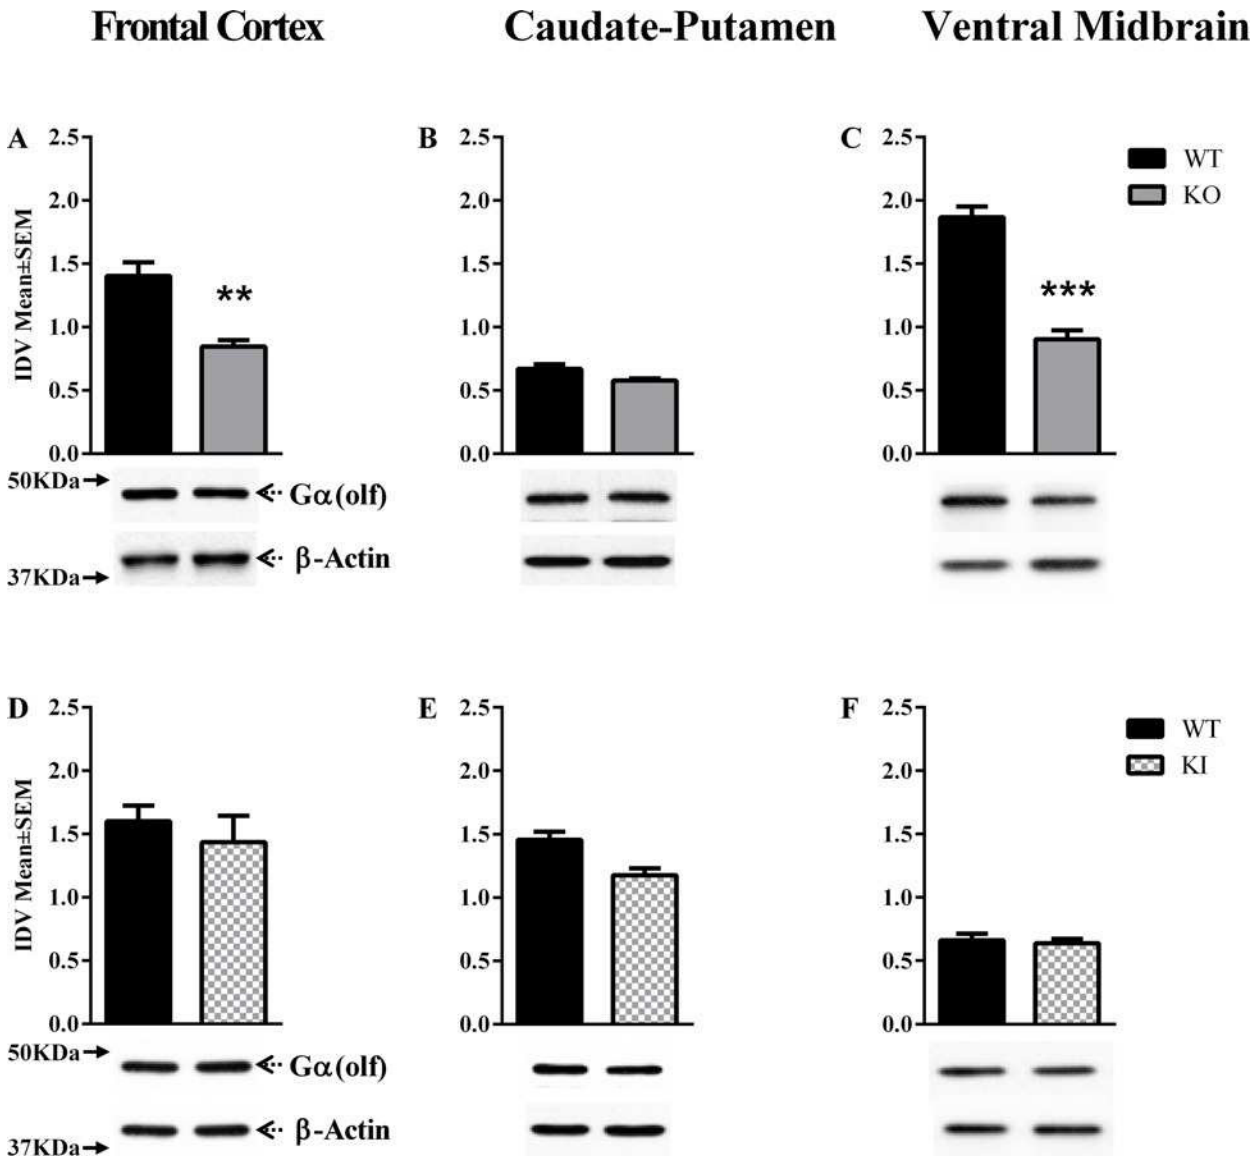 Frontal Cortex Caudate-Putamen Ventral Midbrain
A B C
2.5 2.5 2.5
2.0 2.0 2.0
1.5 1.5 1.5
1.0 1.0 1.0
0.5 0.5 0.5
0.0 0.0 0.0
IDV Mean±SEM
** ***
WT
KO
50KDa Gα(olf)
β-Actin
37KDa
D E F
2.5 2.5 2.5
2.0 2.0 2.0
1.5 1.5 1.5
1.0 1.0 1.0
0.5 0.5 0.5
0.0 0.0 0.0
IDV Mean±SEM
WT
KI
50KDa Gα(olf)
β-Actin
37KDa